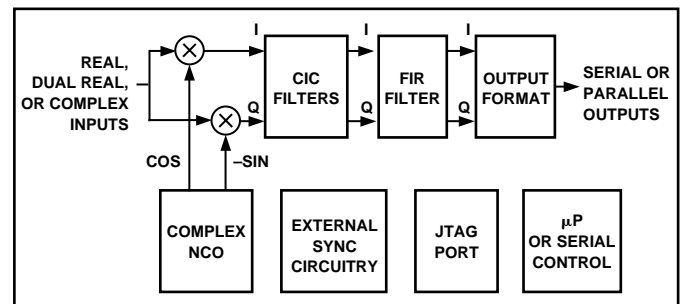 REAL,
DUAL REAL,
OR COMPLEX
INPUTS
I
Q
CIC
FILTERS
I
Q
FIR
FILTER
I
Q
OUTPUT
FORMAT
SERIAL OR
PARALLEL
OUTPUTS
COS
–SIN
COMPLEX
NCO
EXTERNAL
SYNC
CIRCUITRY
JTAG
PORT
μP
OR SERIAL
CONTROL